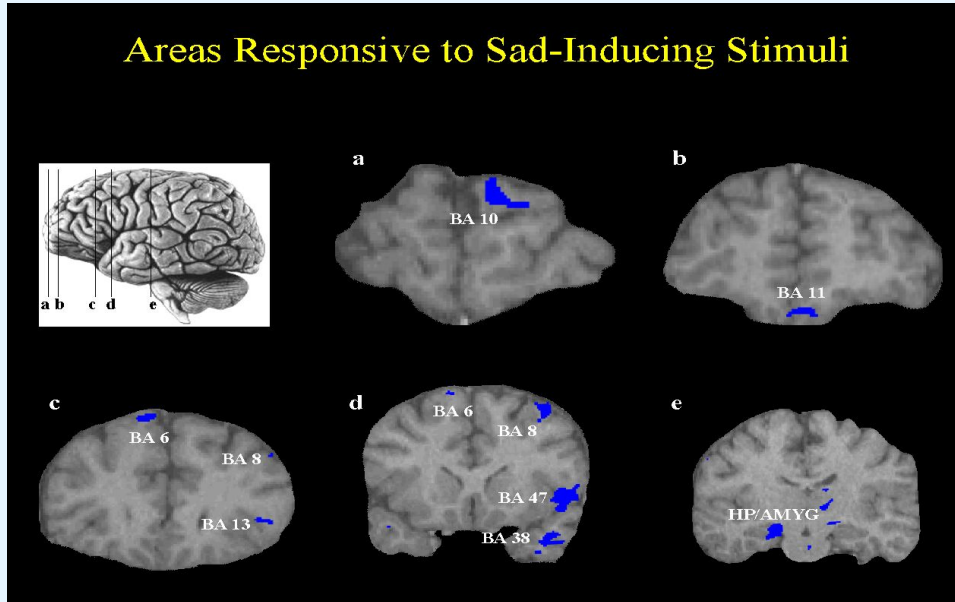 Areas Responsive to Sad-Inducing Stimuli
a
BA 10
b
BA 11
a b c d e
c
BA 6
BA 8
BA 13
d
BA 6
BA 8
BA 47
BA 38
e
HP/AMYG